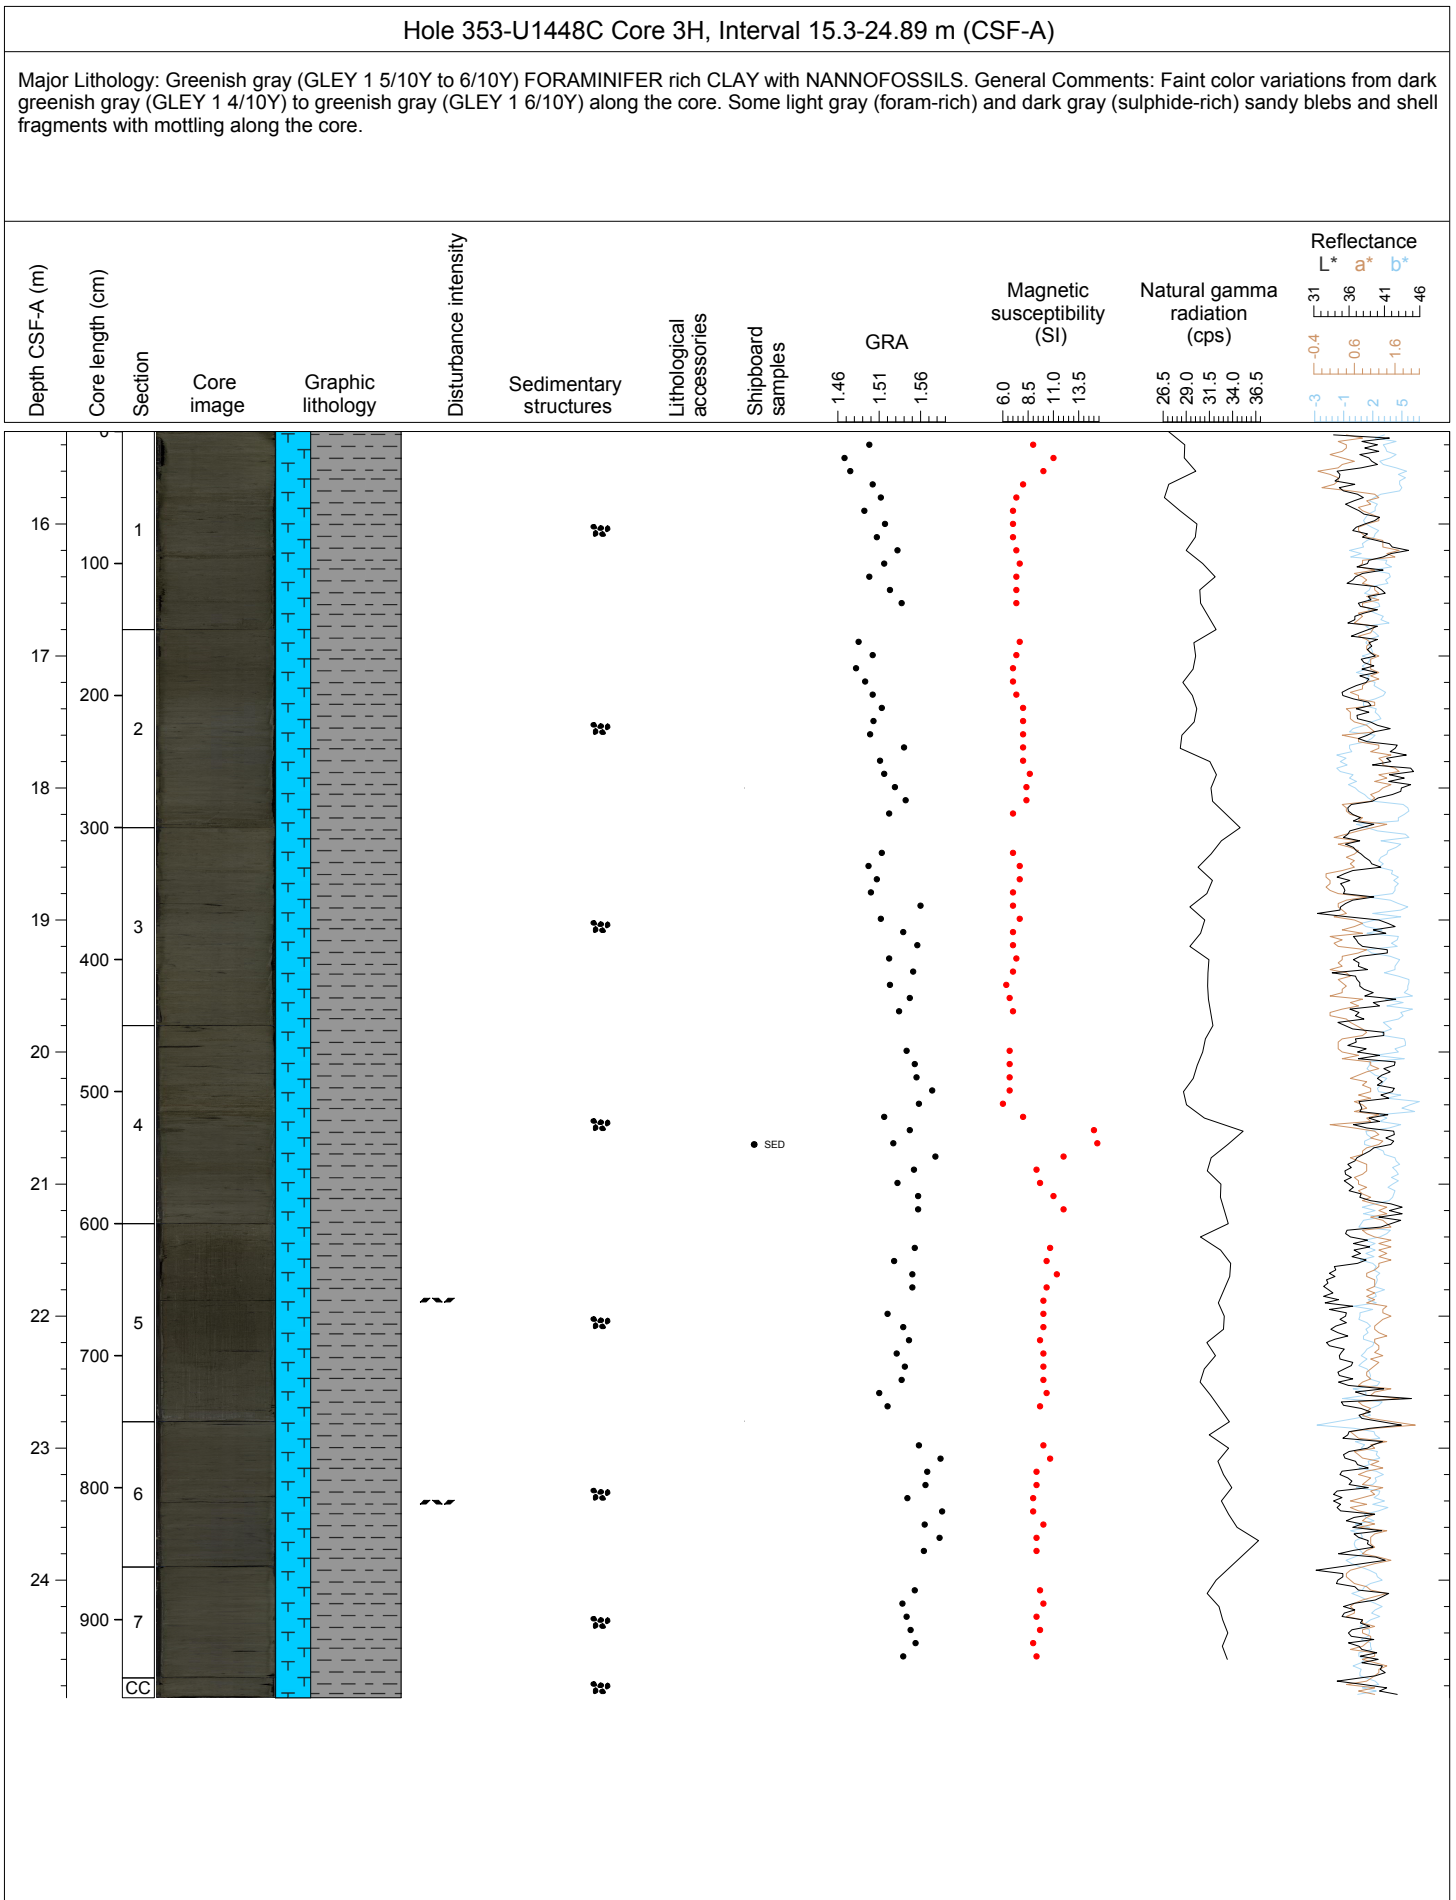 Hole 353-U1448C Core 3H, Interval 15.3-24.89 m (CSF-A)
Major Lithology: Greenish gray (GLEY 1 5/10Y to 6/10Y) FORAMINIFER rich CLAY with NANNOFOSSILS. General Comments: Faint color variations from dark
greenish gray (GLEY 1 4/10Y) to greenish gray (GLEY 1 6/10Y) along the core. Some light gray (foram-rich) and dark gray (sulphide-rich) sandy blebs and shell
fragments with mottling along the core.
Depth CSF-A (m)
Core length (cm)
Section
Core
image
Graphic
lithology
Disturbance intensity
Sedimentary
structures
Lithological
accessories
Shipboard
samples
GRA
1.46 1.51 1.56
Magnetic
susceptibility
(SI)
6.0 8.5 11.0 13.5
Natural gamma
radiation
(cps)
26.5 29.0 31.5 34.0 36.5
Reflectance
L* a* b*
31 36 41 46
-0.4 0.6 1.6
-3 -1 2 5
0
16
1
100
17
200
2
18
300
3
19
400
20
500
4
SED
21
600
22
5
700
23
800
6
24
900
7
CC